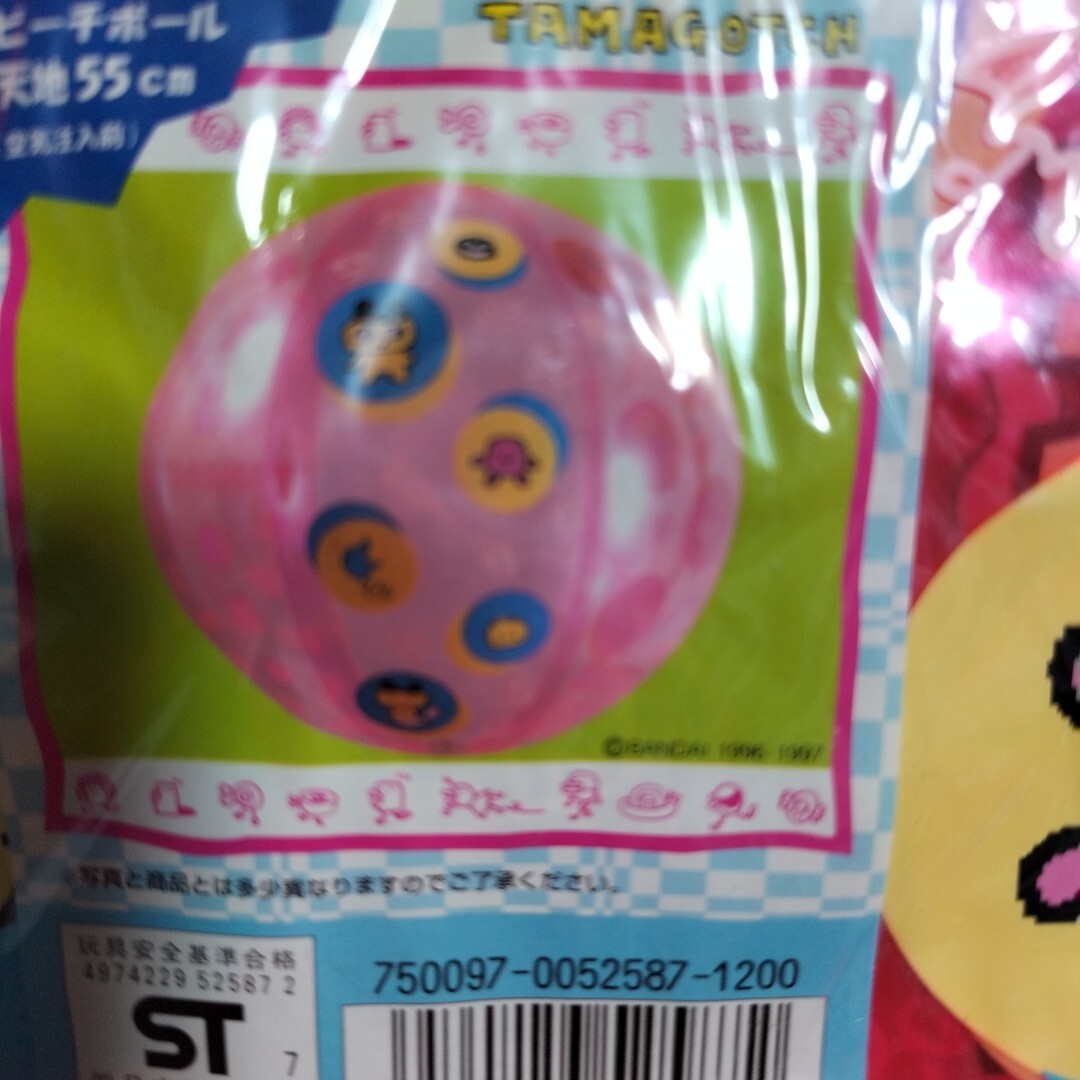 ビーチボール
天地55cm
(空気注入前)
TAMAGOTCH
©BANDAI 1996・1997
写真と商品とは多少異なりますのでご了承ください。
玩具安全基準合格
4974229 52587 2
ST
7
750097-0052587-1200